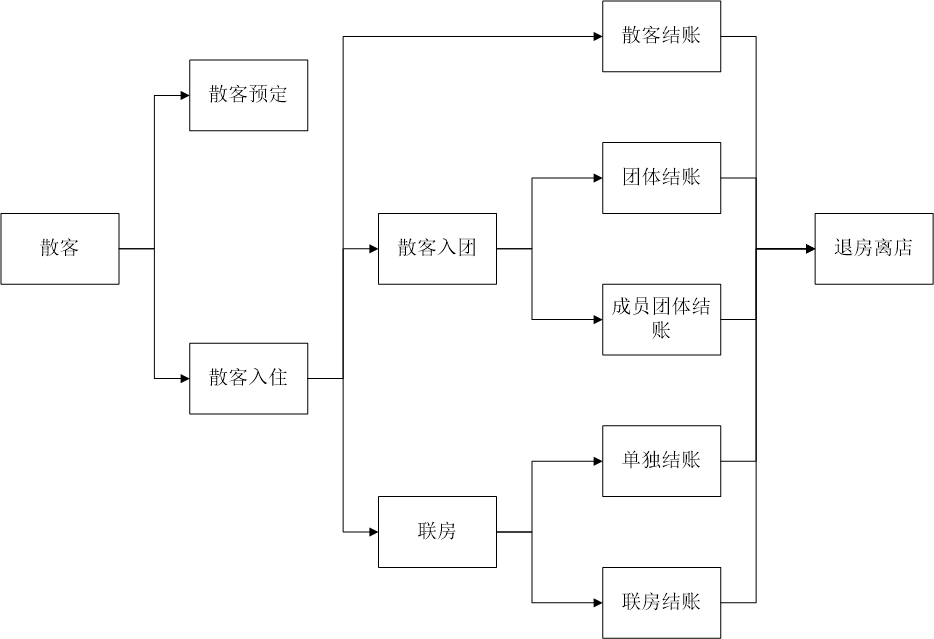 散客结账
散客预定
团体结账
散客
散客入团
退房离店
成员团体结
账
散客入住
单独结账
联房
联房结账